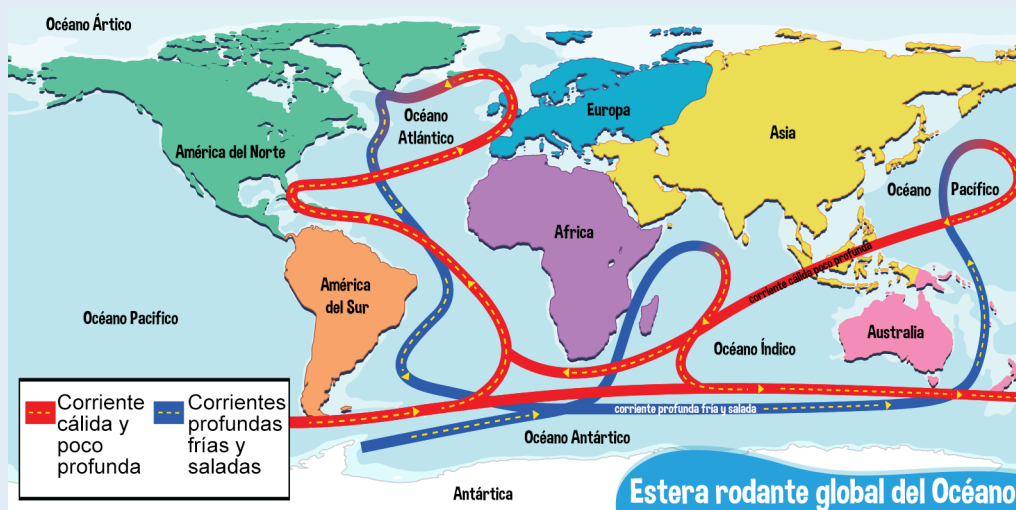 Océano Ártico
Océano
Atlántico
Europa
Asia
América del Norte
Océano Pacífico
Africa
América
del Sur
corriente cálida poco profunda
Océano Pacífico
Australia
Océano Índico
corriente profunda fría y salada
Océano Antártico
Antártica
Corriente
cálida y
poco
profunda
Corrientes
profundas
frías y
saladas
Estera rodante global del Océano